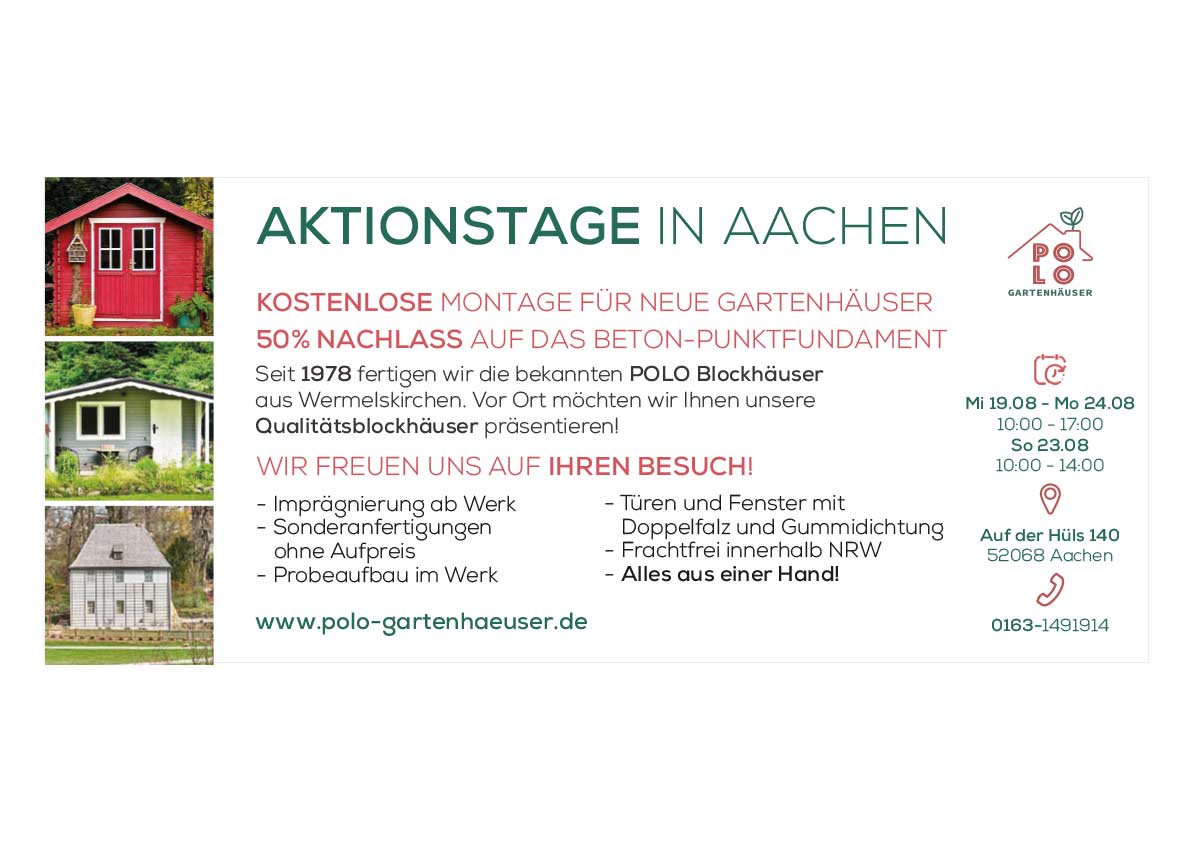 AKTIONSTAGE IN AACHEN
KOSTENLOSE MONTAGE FÜR NEUE GARTENHÄUSER
50% NACHLASS AUF DAS BETON-PUNKTFUNDAMENT
Seit 1978 fertigen wir die bekannten POLO Blockhäuser
aus Wermelskirchen. Vor Ort möchten wir Ihnen unsere
Qualitätsblockhäuser präsentieren!
WIR FREUEN UNS AUF IHREN BESUCH!
- Imprägnierung ab Werk
- Sonderanfertigungen
ohne Aufpreis
- Probeaufbau im Werk
- Türen und Fenster mit
Doppelfalz und Gummidichtung
- Frachtfrei innerhalb NRW
- Alles aus einer Hand!
www.polo-gartenhaeuser.de
PO
LO
GARTENHÄUSER
Mi 19.08 - Mo 24.08
10:00 - 17:00
So 23.08
10:00 - 14:00
Auf der Hüls 140
52068 Aachen
0163-1491914